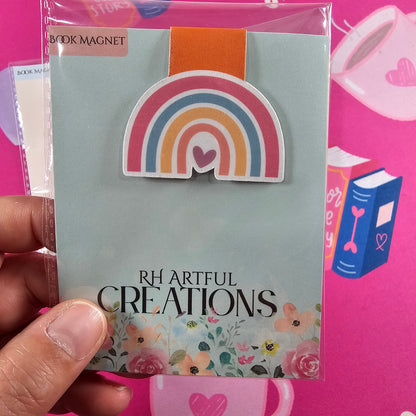 BOOK MAGNET
RH ARTFUL
CREATIONS